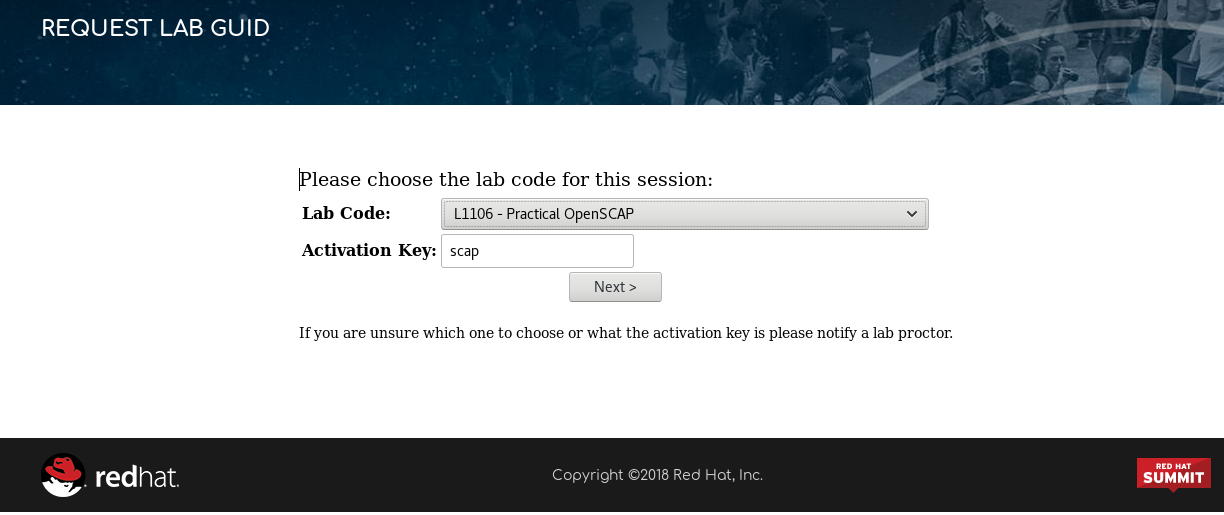 REQUEST LAB GUID
Please choose the lab code for this session:
Lab Code: L1106 - Practical OpenSCAP
Activation Key: scap
Next >
If you are unsure which one to choose or what the activation key is please notify a lab proctor.
redhat.
Copyright ©2018 Red Hat, Inc.
RED HAT
SUMMIT